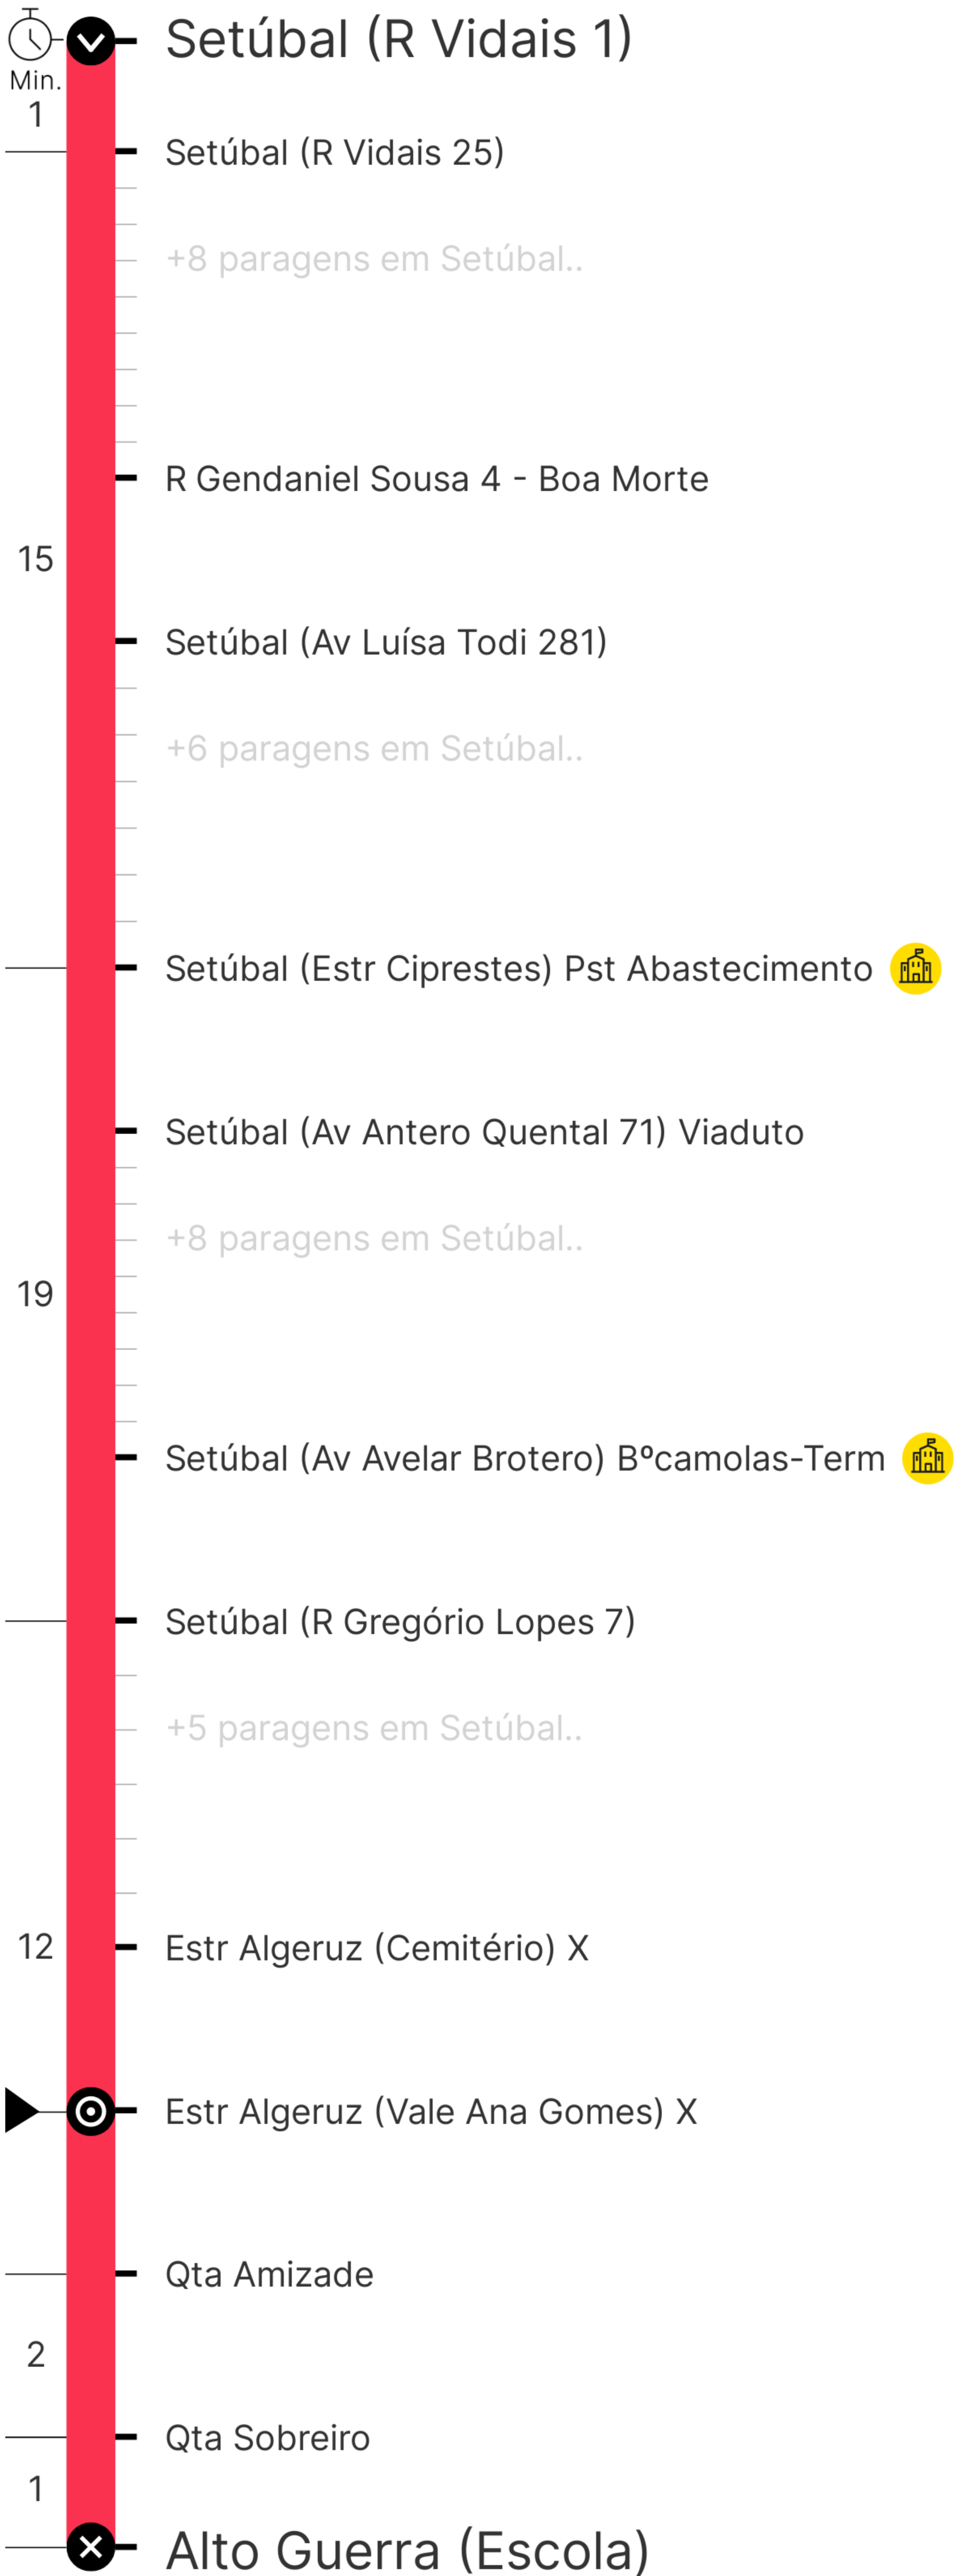 Setúbal (R Vidais 1)
Min.
1
Setúbal (R Vidais 25)
+8 paragens em Setúbal..
R Gendaniel Sousa 4 - Boa Morte
15
Setúbal (Av Luísa Todi 281)
+6 paragens em Setúbal..
Setúbal (Estr Ciprestes) Pst Abastecimento
Setúbal (Av Antero Quental 71) Viaduto
+8 paragens em Setúbal..
19
Setúbal (Av Avelar Brotero) Bºcamolas-Term
Setúbal (R Gregório Lopes 7)
+5 paragens em Setúbal..
12
Estr Algeruz (Cemitério) X
Estr Algeruz (Vale Ana Gomes) X
Qta Amizade
2
Qta Sobreiro
1
Alto Guerra (Escola)